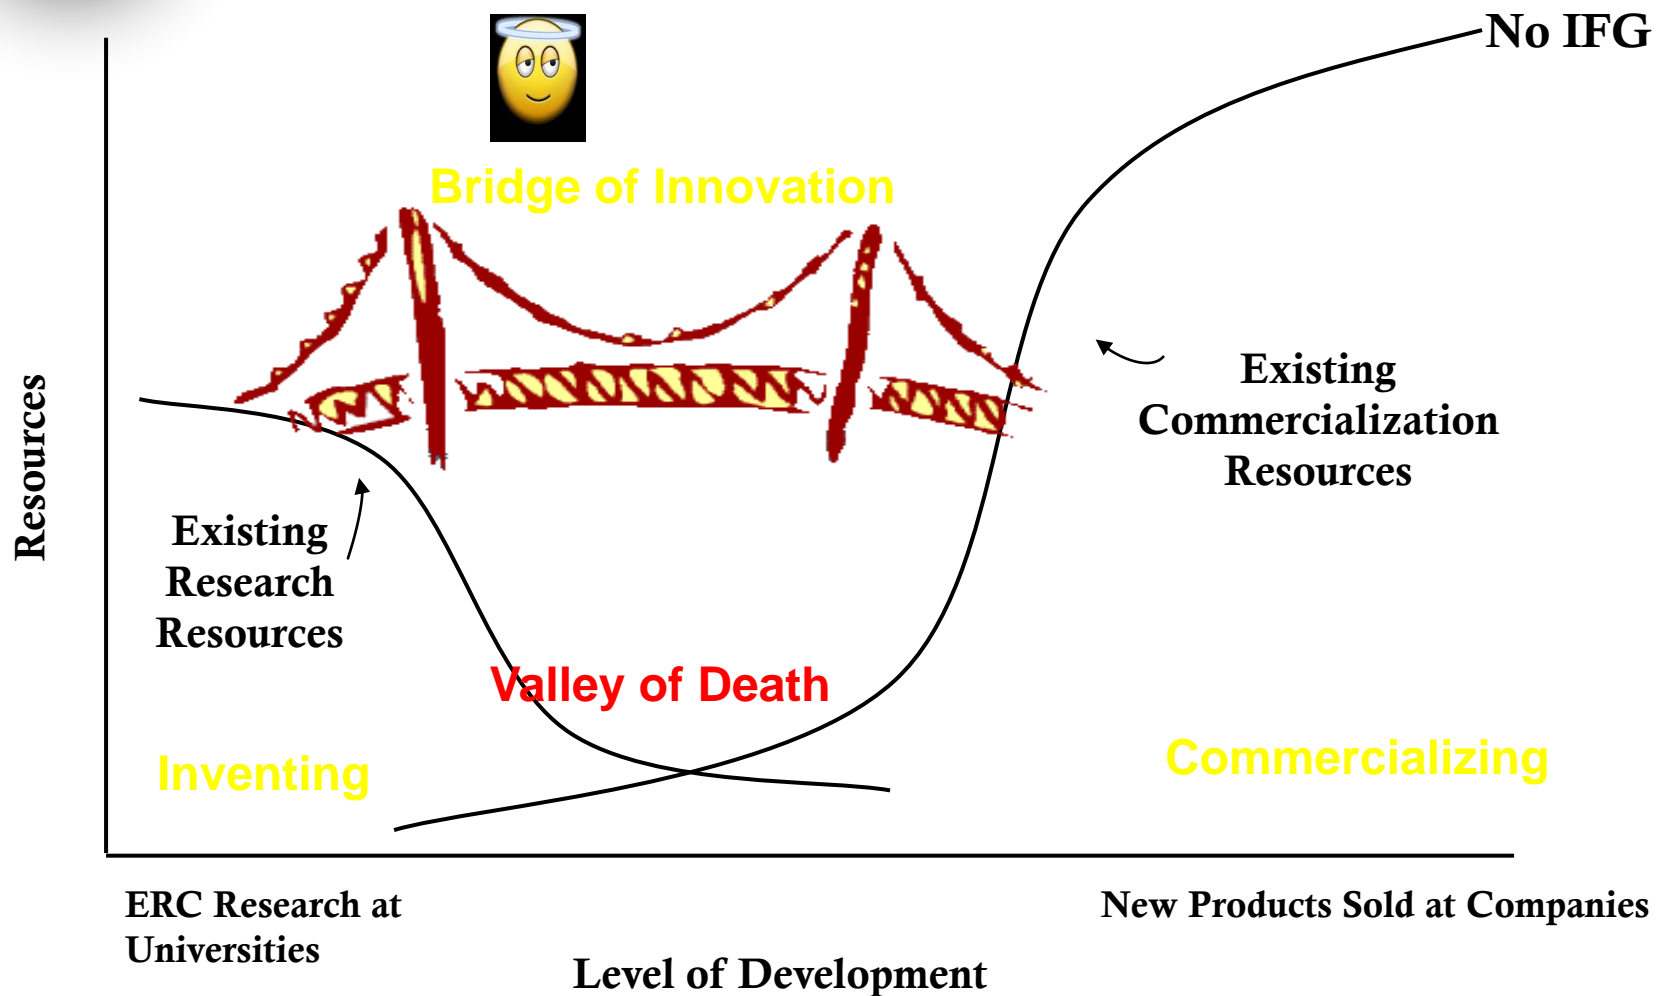 No IFG
Bridge of Innovation
Resources
Existing
Commercialization
Resources
Existing
Research
Resources
Valley of Death
Inventing
Commercializing
ERC Research at
Universities
New Products Sold at Companies
Level of Development